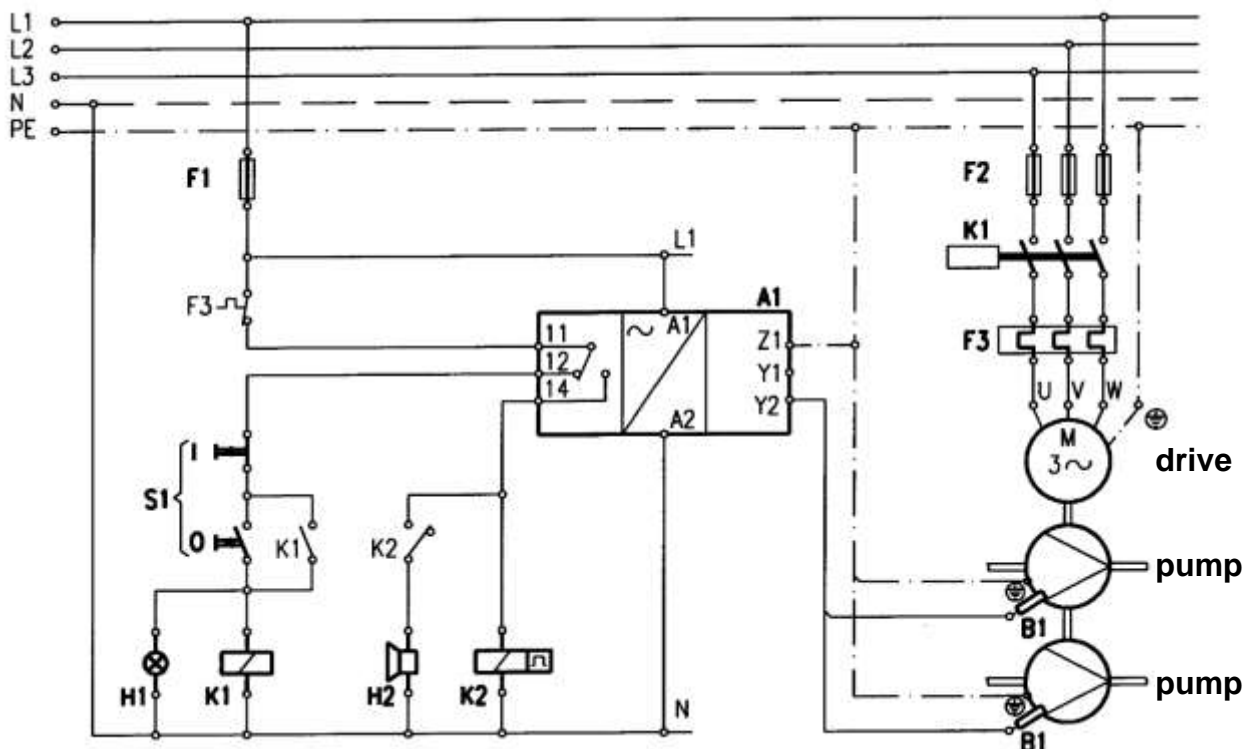 L1
L2
L3
N
PE
F1
F2
K1
L1
F3
A1
11
12
14
~
A1
A2
Z1
Y1
Y2
F3
U V W
M
3~
drive
I
S1
O
K1
K2
pump
B1
H1
K1
H2
K2
N
pump
B1